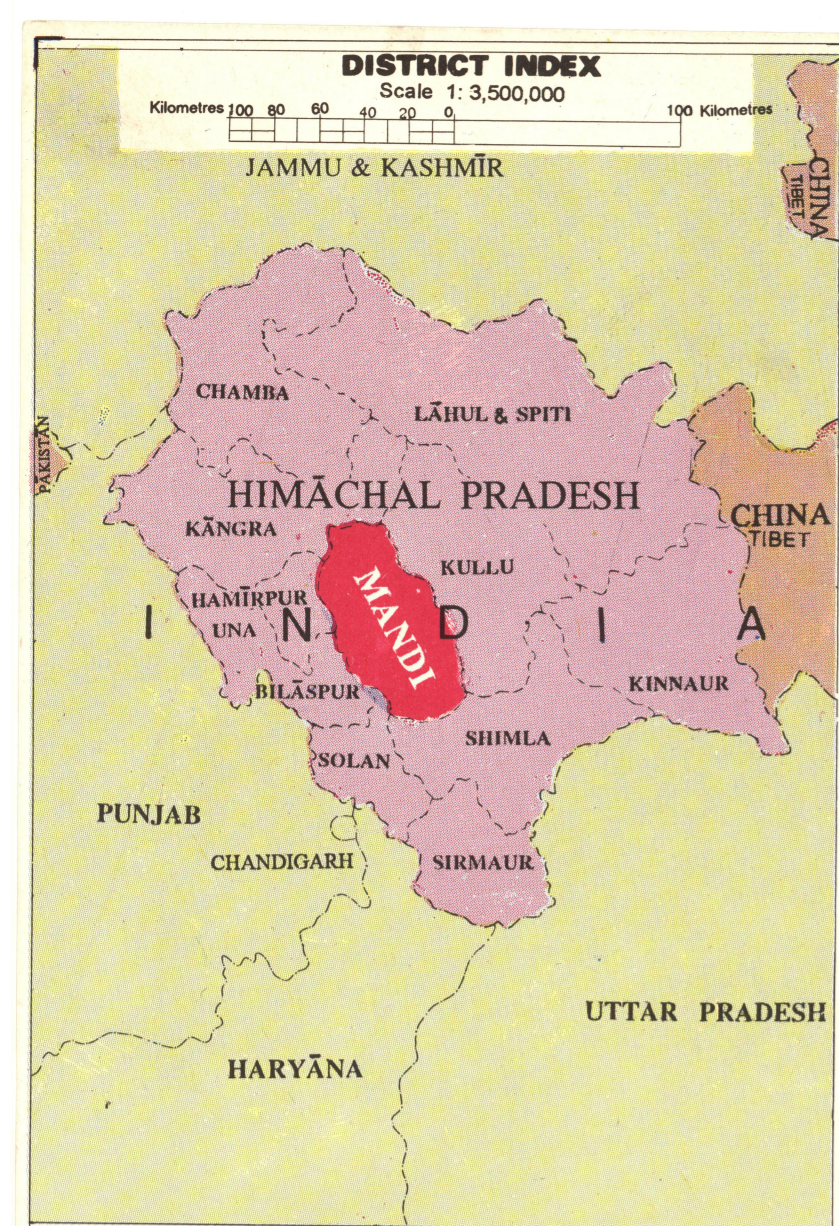 DISTRICT INDEX
Scale 1: 3,500,000
Kilometres 100 80 60 40 20 0 100 Kilometres
JAMMU & KASHMĪR
CHINA
TIBET
CHAMBA
LĀHUL & SPITI
PĀKISTĀN
HIMĀCHAL PRADESH
CHINA
TIBET
KĀNGRA
KULLU
MANDI
HAMĪRPUR
INDIA
UNA
BILĀSPUR
KINNAUR
SHIMLA
SOLAN
PUNJAB
CHANDIGARH
SIRMAUR
UTTAR PRADESH
HARYĀNA